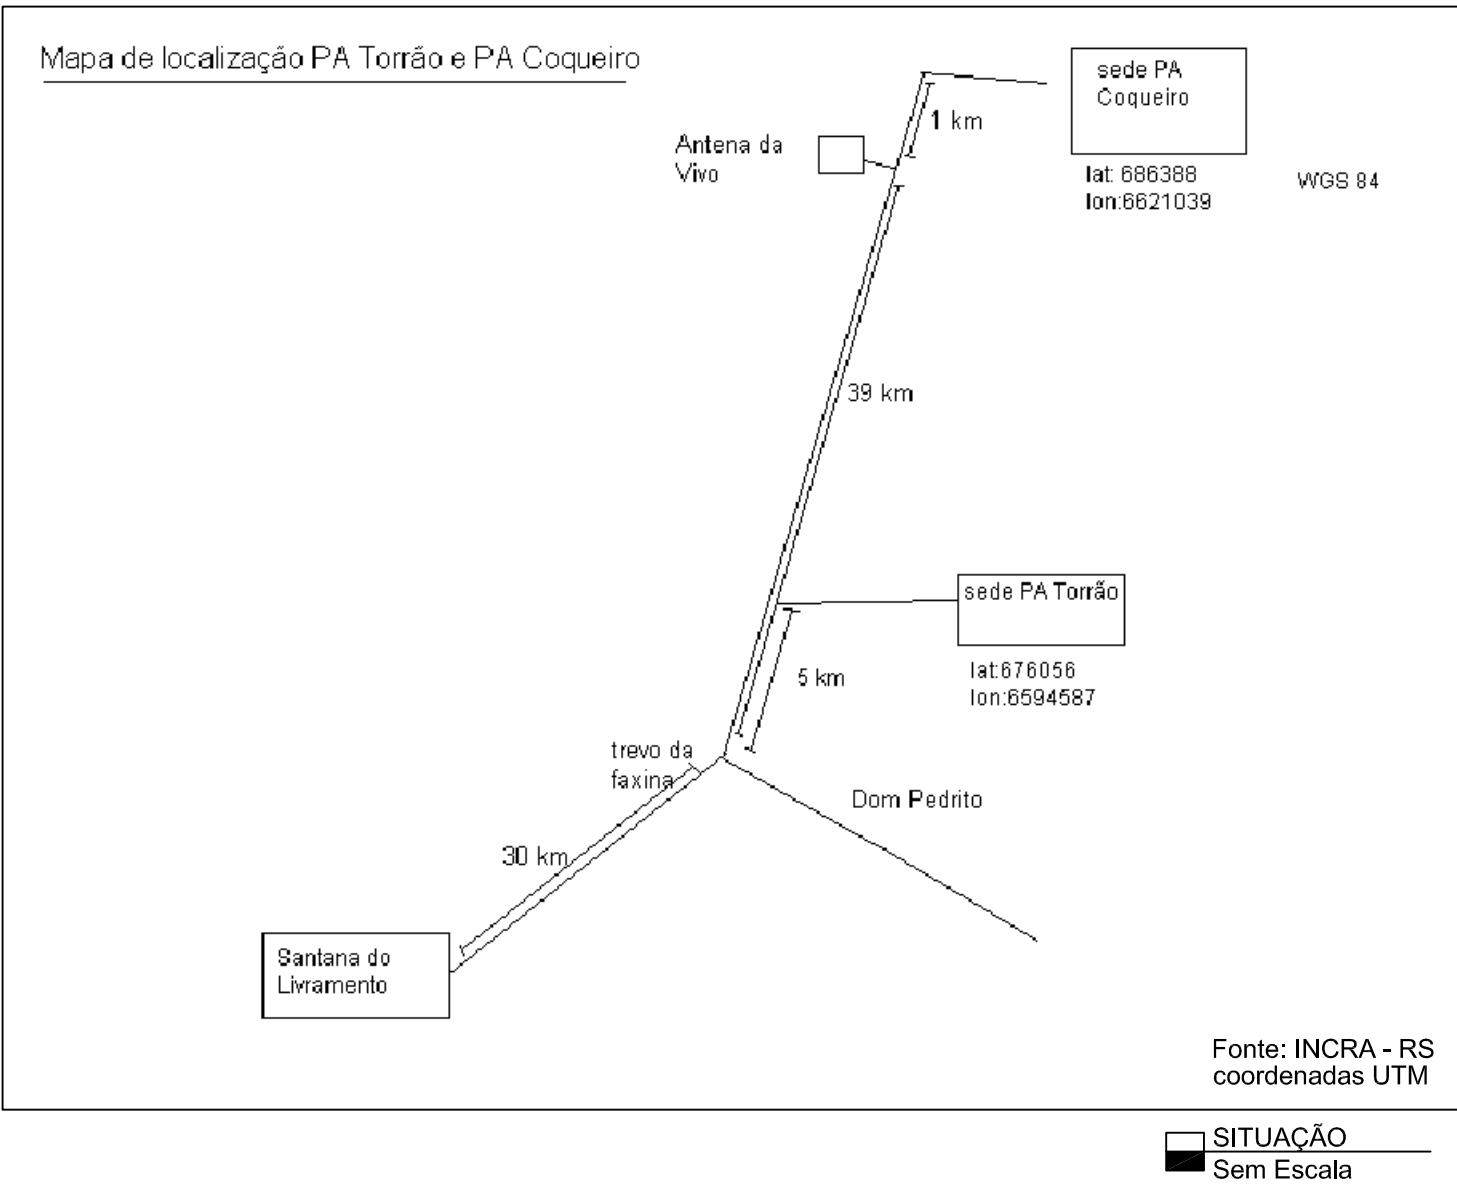 Mapa de localização PA Torrão e PA Coqueiro
sede PA
Coqueiro
1 km
Antena da
Vivo
lat: 686388
lon:6621039
WGS 84
39 km
sede PA Torrão
lat:676056
lon:6594587
5 km
trevo da
faxina
Dom Pedrito
30 km
Santana do
Livramento
Fonte: INCRA - RS
coordenadas UTM
SITUAÇÃO
Sem Escala